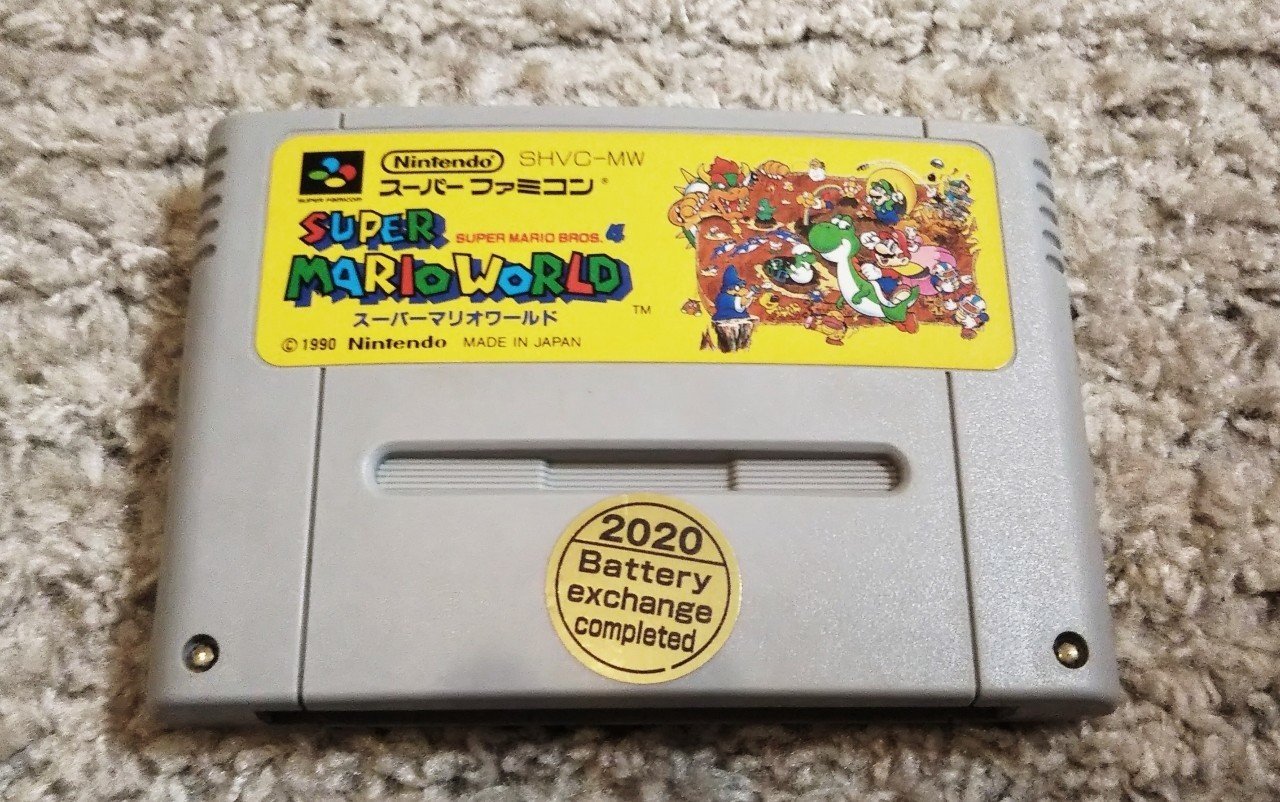 Nintendo® SHVC-MW
SUPER FAMICOM
スーパーファミコン®
SUPER
SUPER MARIO BROS. 4
MARIO WORLD
TM
スーパーマリオワールド
© 1990 Nintendo MADE IN JAPAN
2020
Battery
exchange
completed